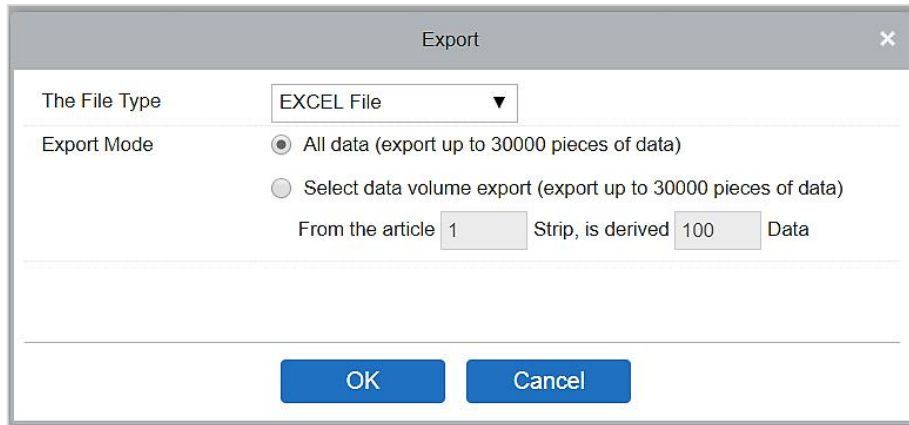 Export
The File Type EXCEL File
Export Mode All data (export up to 30000 pieces of data)
Select data volume export (export up to 30000 pieces of data)
From the article 1 Strip, is derived 100 Data
OK Cancel